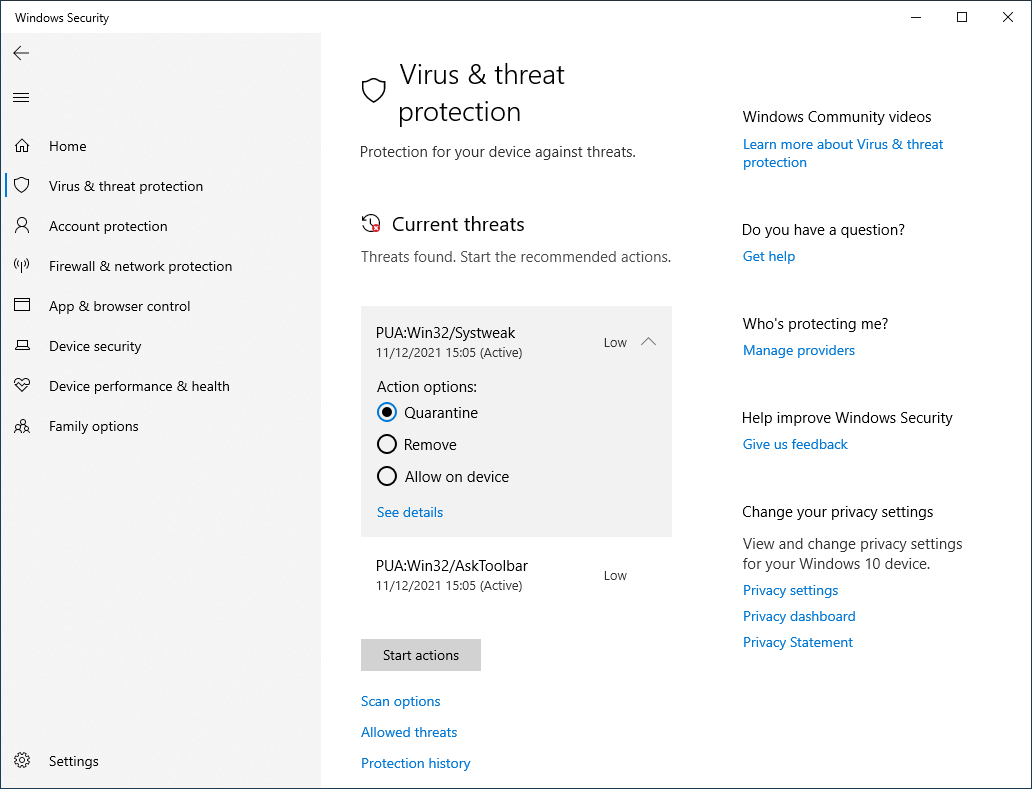 Windows Security
Home
Virus & threat protection
Account protection
Firewall & network protection
App & browser control
Device security
Device performance & health
Family options
Settings
Virus & threat
protection
Protection for your device against threats.
Current threats
Threats found. Start the recommended actions.
PUA:Win32/Systweak
11/12/2021 15:05 (Active)
Low
Action options:
Quarantine
Remove
Allow on device
See details
PUA:Win32/AskToolbar
11/12/2021 15:05 (Active)
Low
Start actions
Scan options
Allowed threats
Protection history
Windows Community videos
Learn more about Virus & threat
protection
Do you have a question?
Get help
Who's protecting me?
Manage providers
Help improve Windows Security
Give us feedback
Change your privacy settings
View and change privacy settings
for your Windows 10 device.
Privacy settings
Privacy dashboard
Privacy Statement